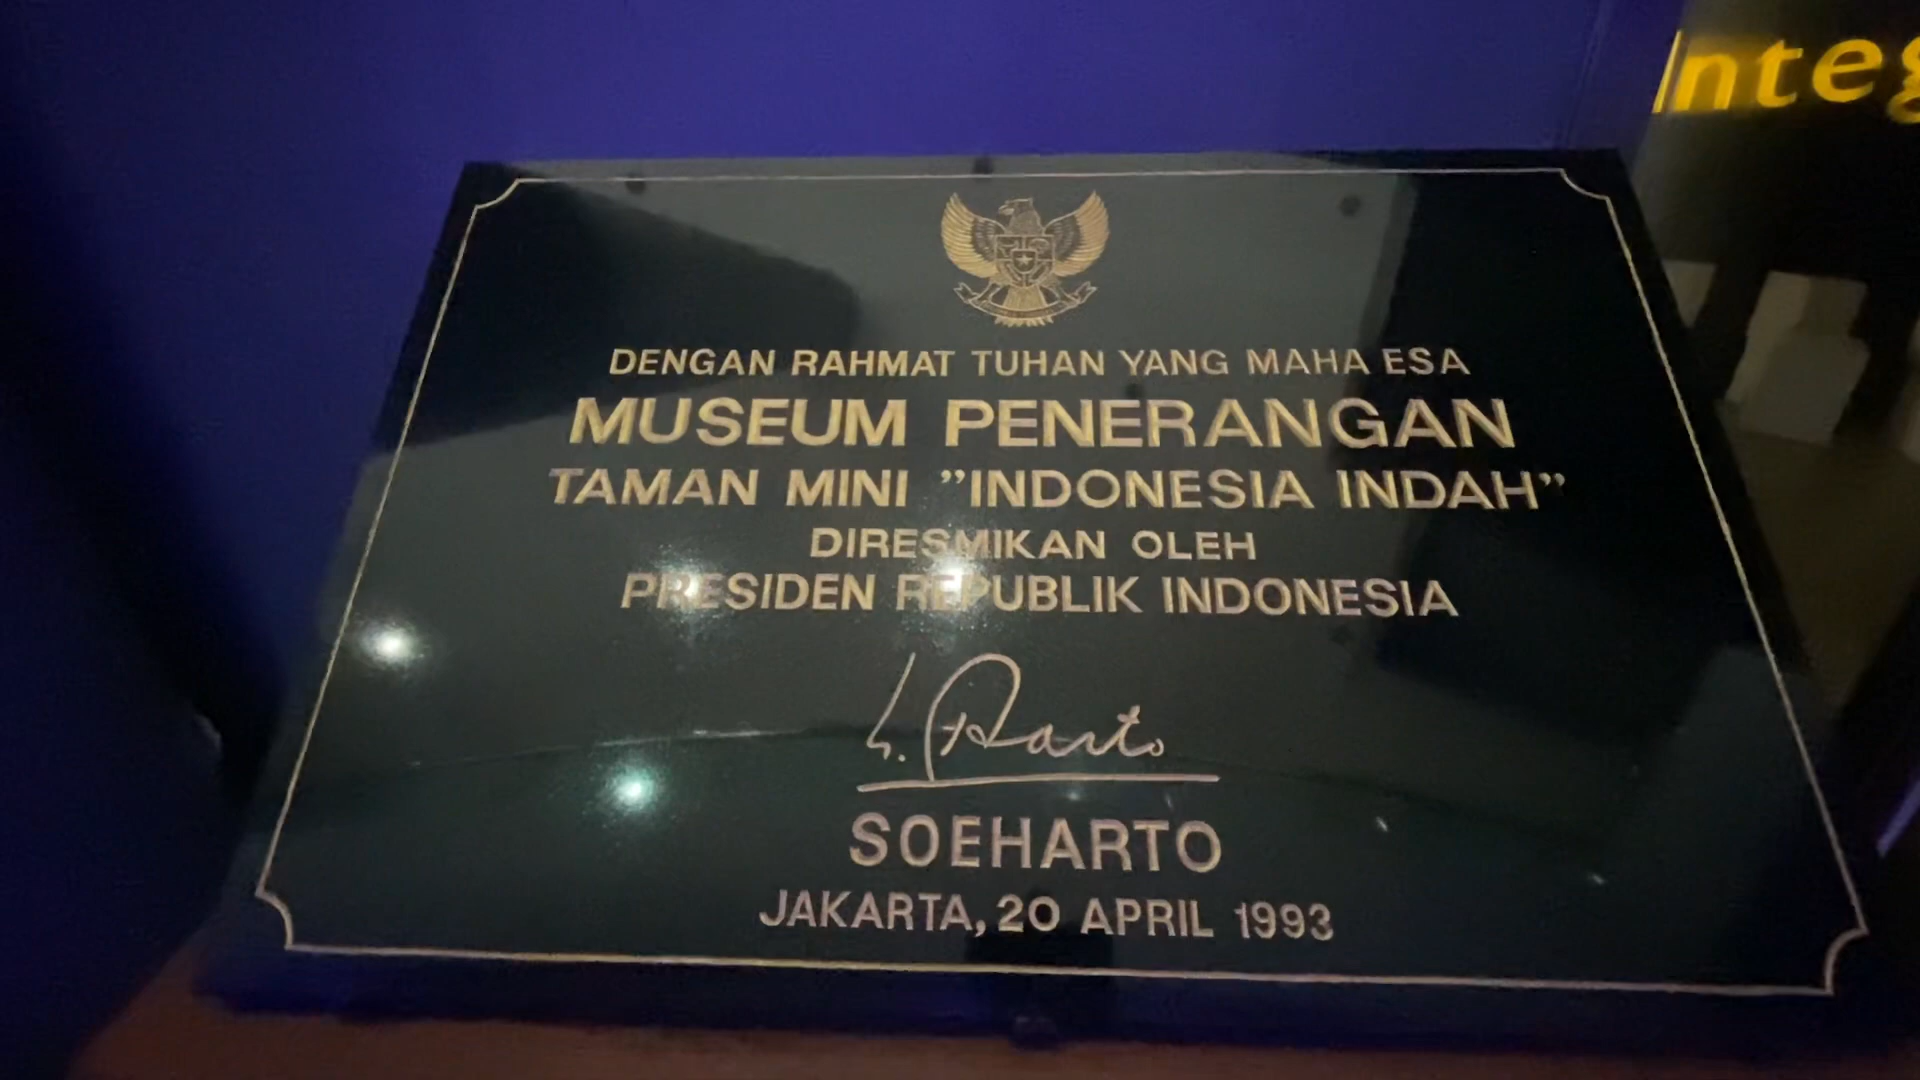 Integ
DENGAN RAHMAT TUHAN YANG MAHA ESA
MUSEUM PENERANGAN
TAMAN MINI "INDONESIA INDAH"
DIRESMIKAN OLEH
PRESIDEN REPUBLIK INDONESIA
SOEHARTO
JAKARTA, 20 APRIL 1993